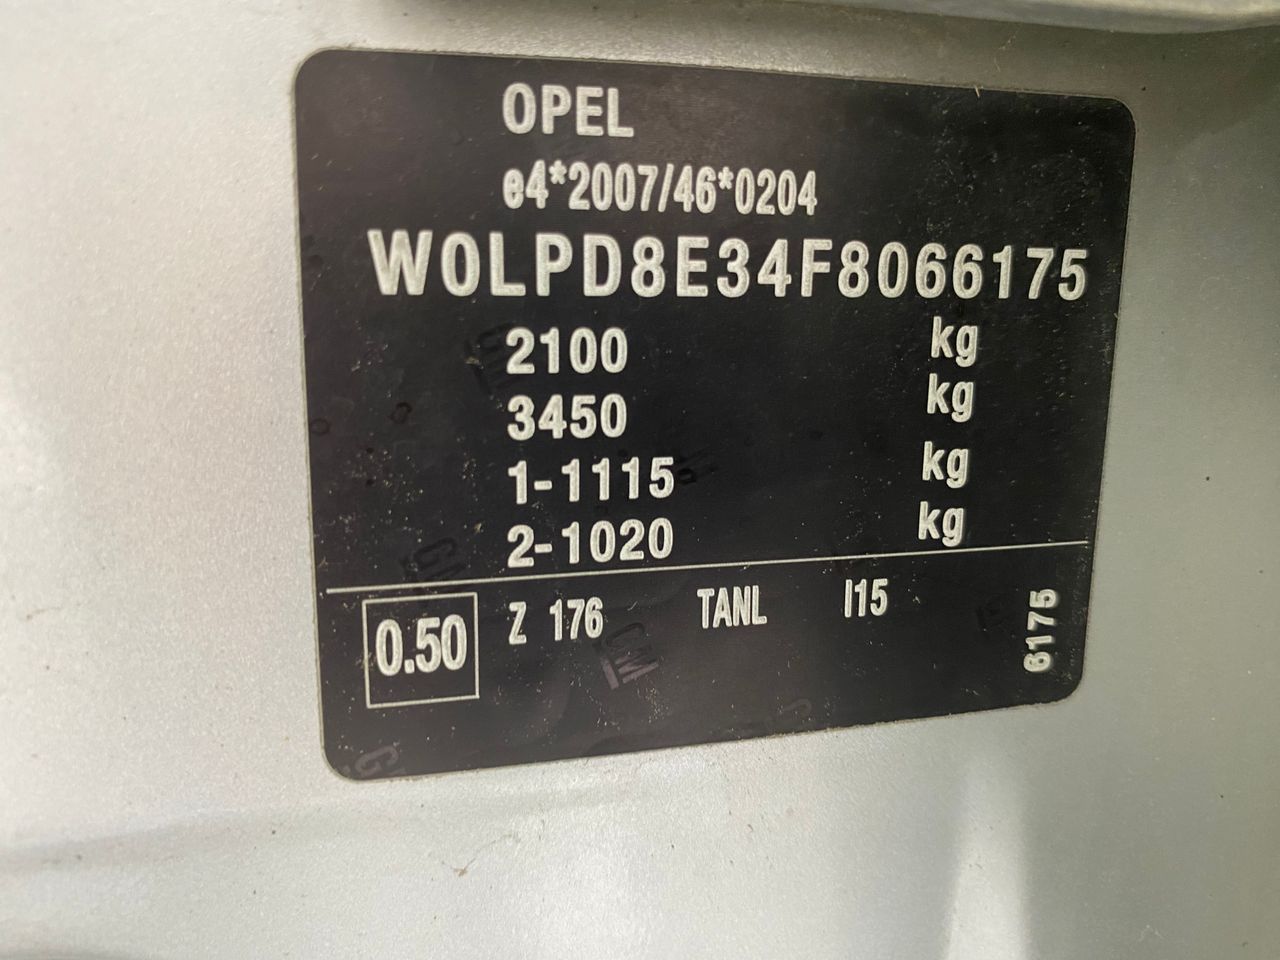 OPEL
e4*2007/46*0204
W0LPD8E34F8066175
2100 kg
3450 kg
1-1115 kg
2-1020 kg
0.50 Z 176 TANL I15 6175
GM